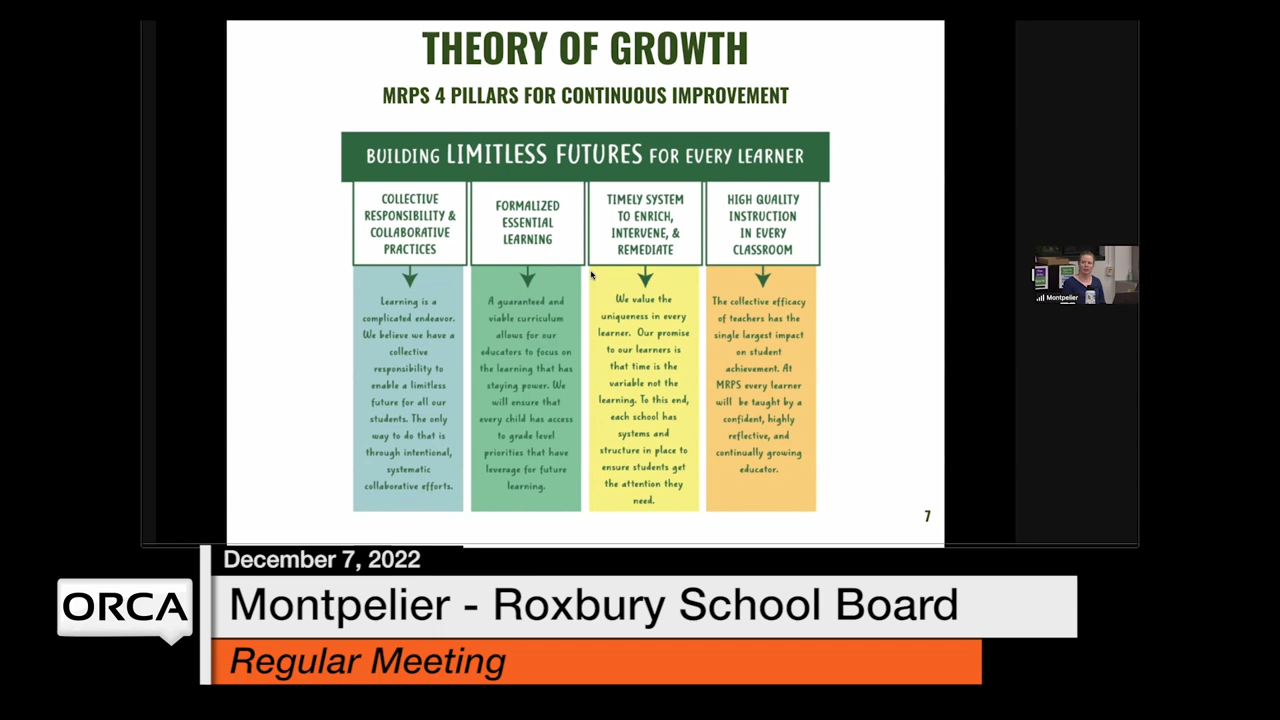 THEORY OF GROWTH
MRPS 4 PILLARS FOR CONTINUOUS IMPROVEMENT
BUILDING LIMITLESS FUTURES FOR EVERY LEARNER
COLLECTIVE
RESPONSIBILITY &
COLLABORATIVE
PRACTICES
Learning is a
complicated endeavor.
We believe we have a
collective
responsibility to
enable a limitless
future for all our
students. The only
way to do that is
through intentional,
systematic
collaborative efforts.
FORMALIZED
ESSENTIAL
LEARNING
A guaranteed and
viable curriculum
allows for our
educators to focus on
the learning that has
staying power. We
will ensure that
every child has access
to grade level
priorities that have
leverage for future
learning.
TIMELY SYSTEM
TO ENRICH,
INTERVENE, &
REMEDIATE
We value the
uniqueness in every
learner. Our promise
to our learners is
that time is the
variable not the
learning. To this end,
each school has
systems and
structure in place to
ensure students get
the attention they
need.
HIGH QUALITY
INSTRUCTION
IN EVERY
CLASSROOM
The collective efficacy
of teachers has the
single largest impact
on student
achievement. At
MRPS every learner
will be taught by a
confident, highly
reflective, and
continually growing
educator.
7
Montpelier
December 7, 2022
ORCA
Montpelier - Roxbury School Board
Regular Meeting